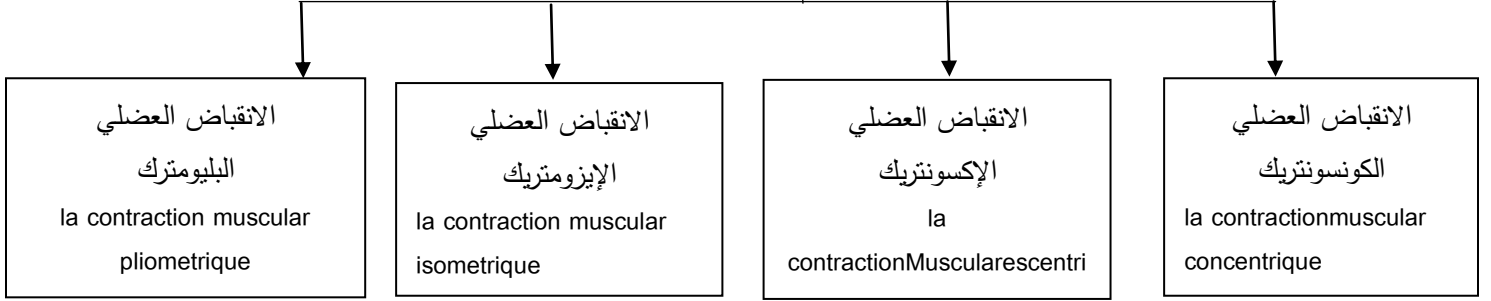 الانقباض العضلي
الكونسونتريك
la contractionmuscular
concentrique
الانقباض العضلي
الإكسونتريك
la
contractionMuscularescentri
الانقباض العضلي
الإيزومتريك
la contraction muscular
isometrique
الانقباض العضلي
البليومترك
la contraction muscular
pliometrique